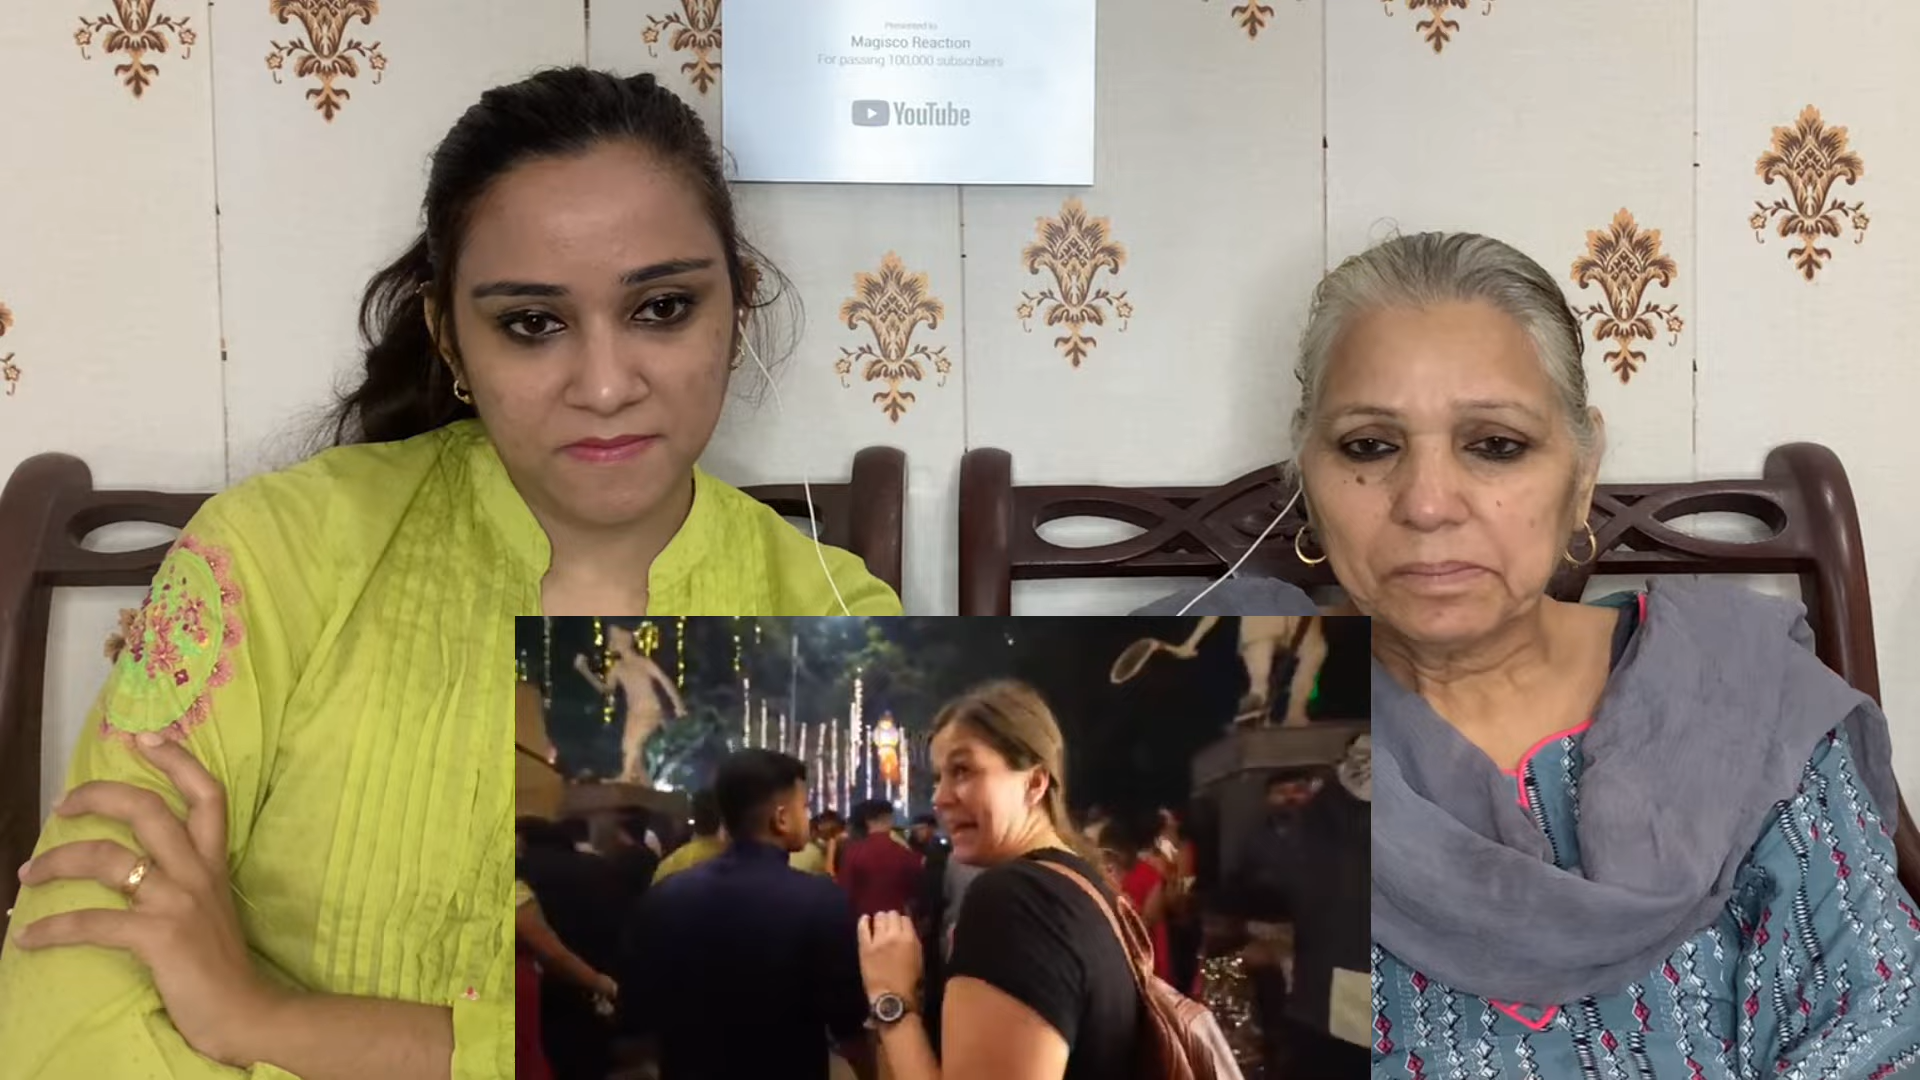 Presented to
Magisco Reaction
For passing 100,000 subscribers
YouTube